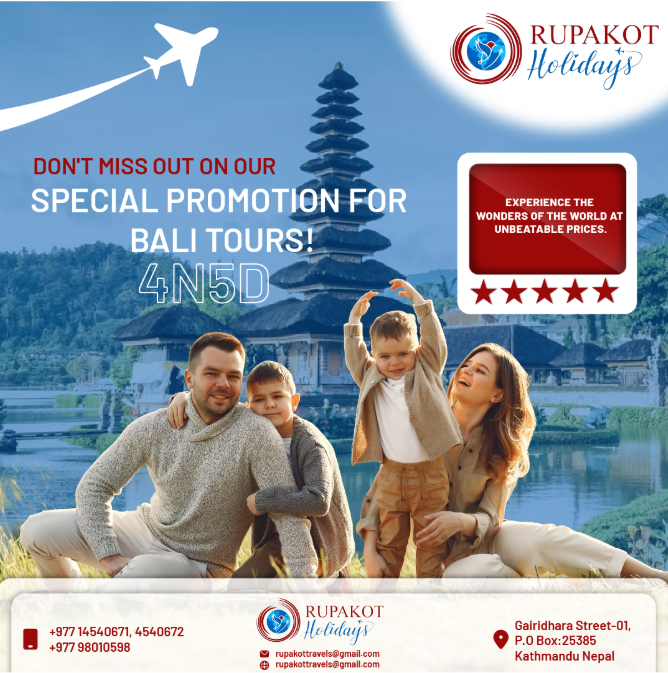 RUPAKOT
Holidays
DON'T MISS OUT ON OUR
SPECIAL PROMOTION FOR
BALI TOURS!
4N5D
EXPERIENCE THE
WONDERS OF THE WORLD AT
UNBEATABLE PRICES.
+977 14540671, 4540672
+977 98010598
RUPAKOT
Holidays
rupakottravels@gmail.com
rupakottravels@gmail.com
Gairidhara Street-01,
P.O Box:25385
Kathmandu Nepal